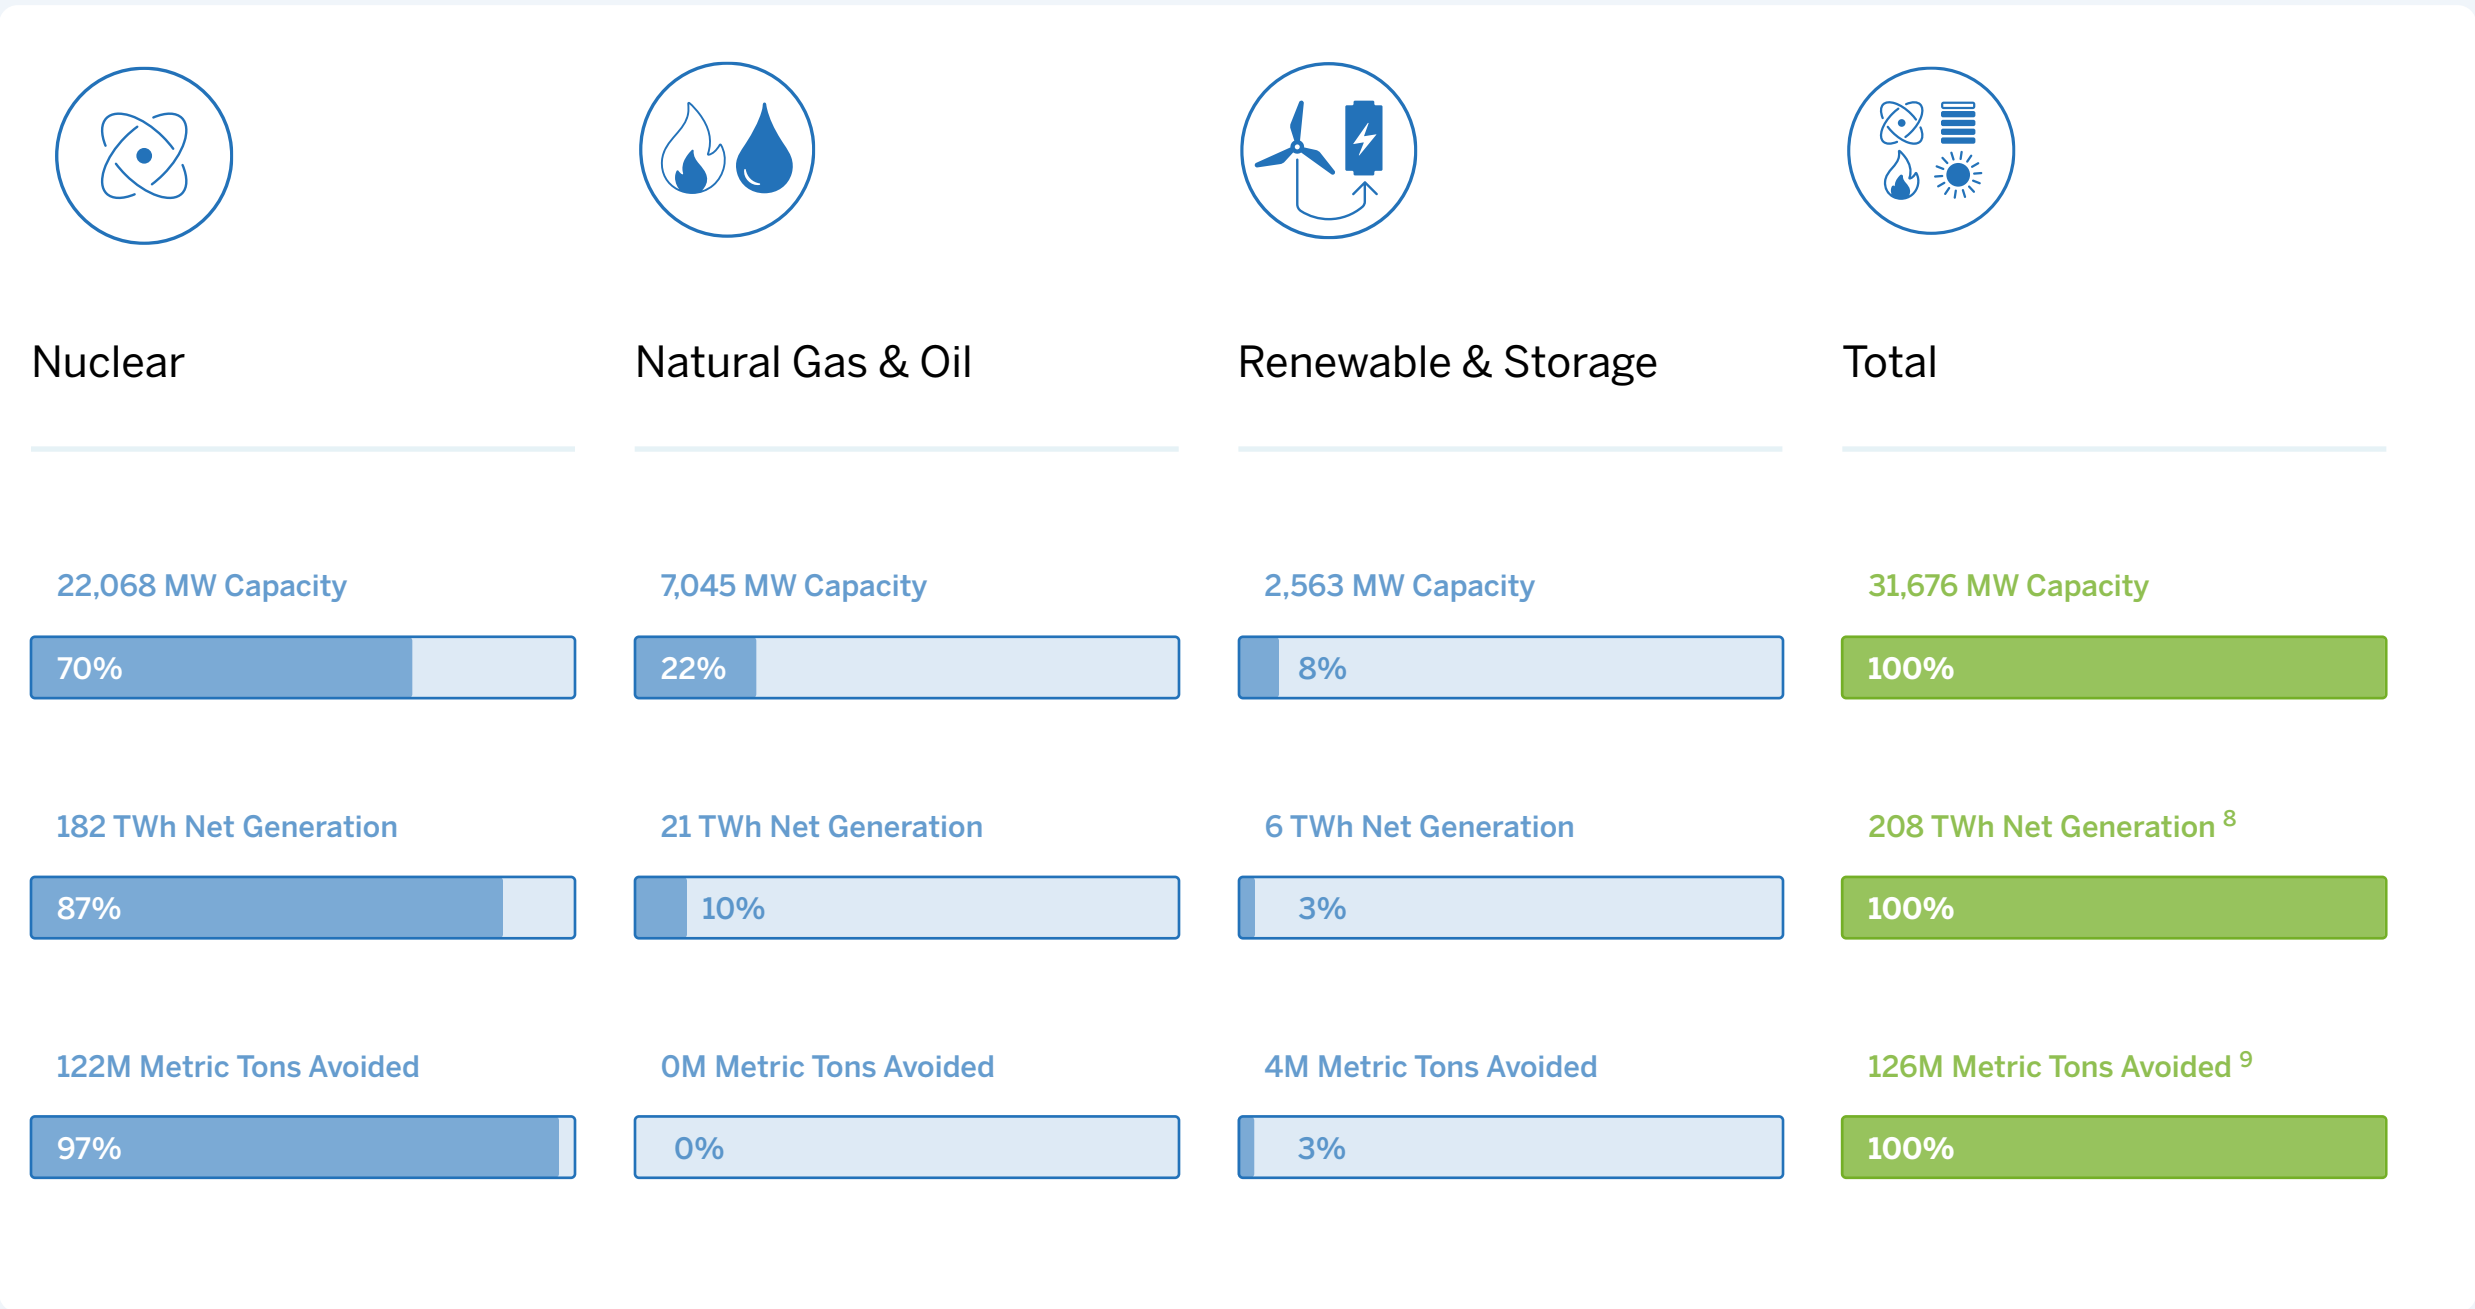 Nuclear
Natural Gas & Oil
Renewable & Storage
Total
22,068 MW Capacity
7,045 MW Capacity
2,563 MW Capacity
31,676 MW Capacity
70%
22%
8%
100%
182 TWh Net Generation
21 TWh Net Generation
6 TWh Net Generation
208 TWh Net Generation 8
87%
10%
3%
100%
122M Metric Tons Avoided
0M Metric Tons Avoided
4M Metric Tons Avoided
126M Metric Tons Avoided 9
97%
0%
3%
100%